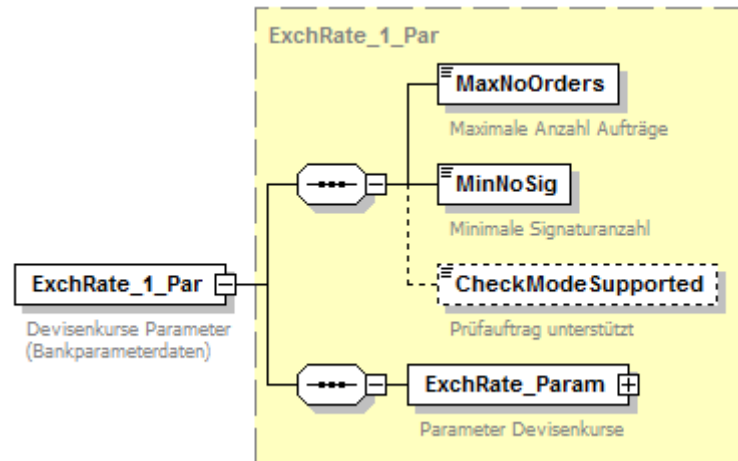 ExchRate_1_Par
MaxNoOrders
Maximale Anzahl Aufträge
MinNoSig
Minimale Signaturanzahl
ExchRate_1_Par
Devisenkurse Parameter
(Bankparameterdaten)
CheckModeSupported
Prüfauftrag unterstützt
ExchRate_Param
Parameter Devisenkurse